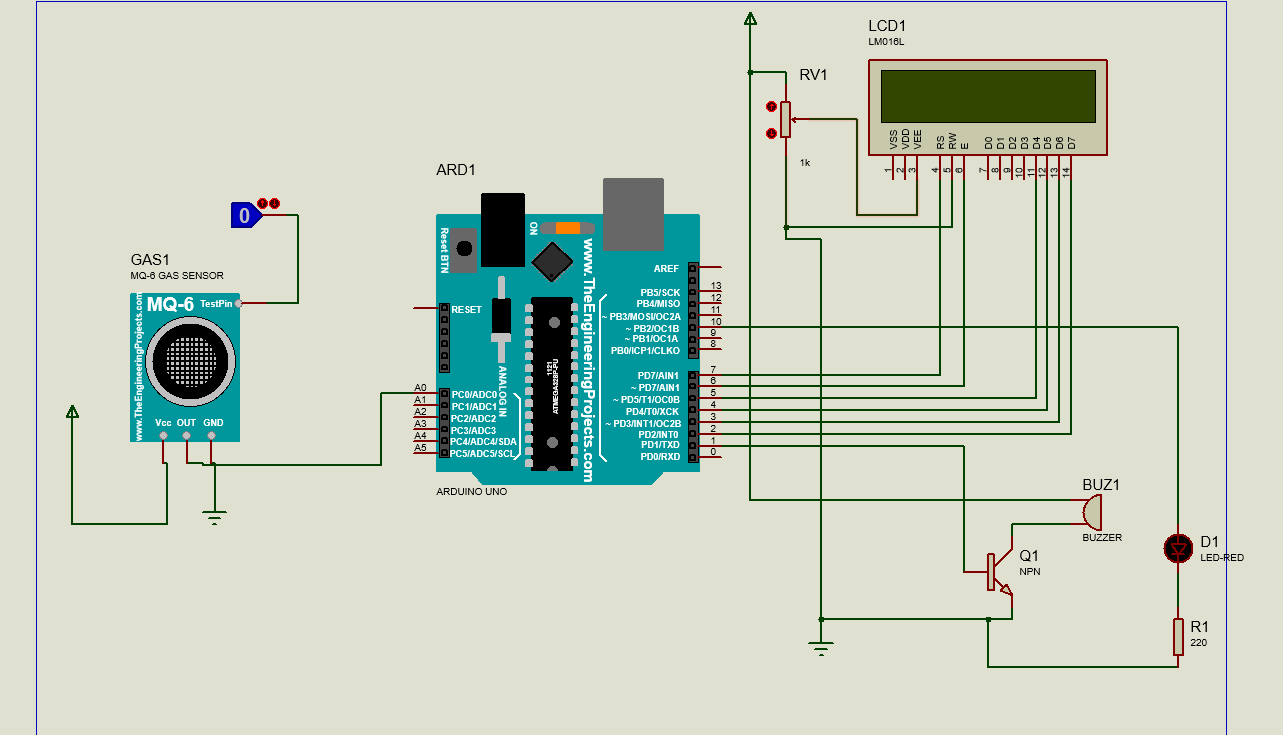 LCD1
LM016L
RV1
1k
VSS
VDD
VEE
RS
RW
E
D0
D1
D2
D3
D4
D5
D6
D7
1
2
3
4
5
6
7
8
9
10
11
12
13
14
0
GAS1
MQ-6 GAS SENSOR
MQ-6
TestPin
www.TheEngineeringProjects.com
Vcc OUT GND
ARD1
Reset BTN
ON
www.TheEngineeringProjects.com
RESET
ANALOG IN
1121
ATMEGA328P-PU
A0 PC0/ADC0
A1 PC1/ADC1
A2 PC2/ADC2
A3 PC3/ADC3
A4 PC4/ADC4/SDA
A5 PC5/ADC5/SCL
AREF
PB5/SCK 13
PB4/MISO 12
~ PB3/MOSI/OC2A 11
~ PB2/OC1B 10
~ PB1/OC1A 9
PB0/ICP1/CLKO 8
PD7/AIN1 7
~ PD7/AIN1 6
~ PD5/T1/OC0B 5
PD4/T0/XCK 4
~ PD3/INT1/OC2B 3
PD2/INT0 2
PD1/TXD 1
PD0/RXD 0
ARDUINO UNO
BUZ1
BUZZER
Q1
NPN
D1
LED-RED
R1
220